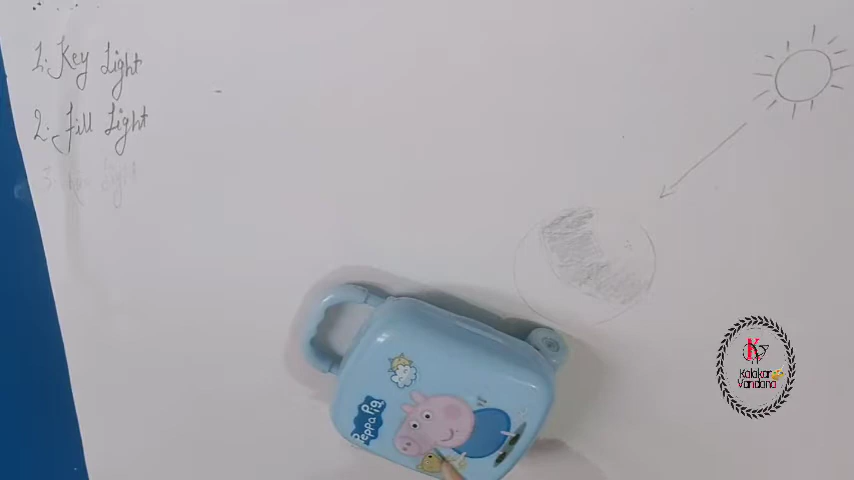 1. Key Light
2. Fill Light
Peppa Pig
Kalakar
Vandana